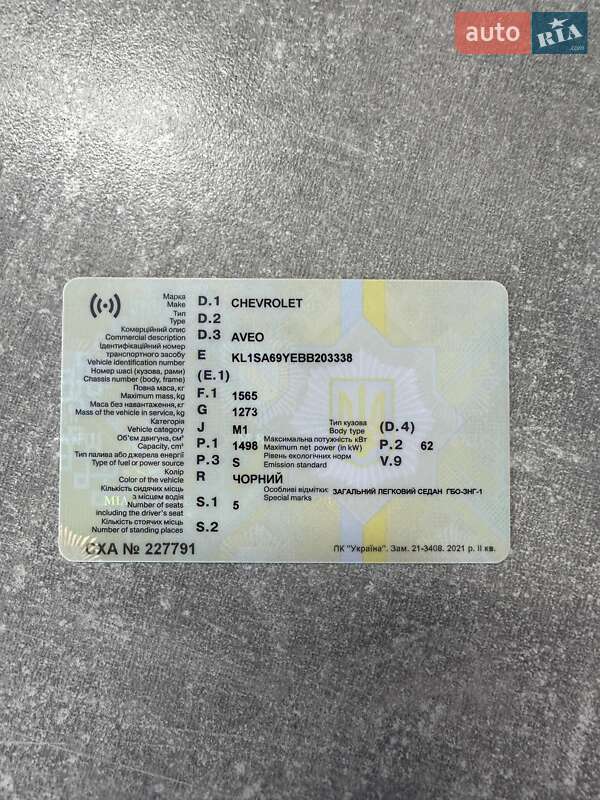 auto RIA.com
Марка
Make D.1 CHEVROLET
Тип
Type D.2
Комерційний опис
Commercial description D.3 AVEO
Ідентифікаційний номер
транспортного засобу
Vehicle identification number E KL1SA69YEBB203338
Номер шасі (кузова, рами)
Chassis number (body, frame) (E.1)
Повна маса, кг
Maximum mass, kg F.1 1565
Маса без навантаження, кг
Mass of the vehicle in service, kg G 1273
Категорія
Vehicle category J M1
Тип кузова
Body type (D.4)
Об'єм двигуна, см³
Capacity, cm³ P.1 1498
Максимальна потужність кВт
Maximum net power (in kW) P.2 62
Тип палива або джерела енергії
Type of fuel or power source P.3 S
Рівень екологічних норм
Emission standard V.9
Колір
Color of the vehicle R ЧОРНИЙ
Кількість сидячих місць
з місцем водія
Number of seats
including the driver's seat S.1 5
Особливі відмітки:
Special marks ЗАГАЛЬНИЙ ЛЕГКОВИЙ СЕДАН ГБО-ЗНГ-1
Кількість стоячих місць
Number of standing places S.2
СХА № 227791
ПК "Україна". Зам. 21-3408. 2021 р. II кв.